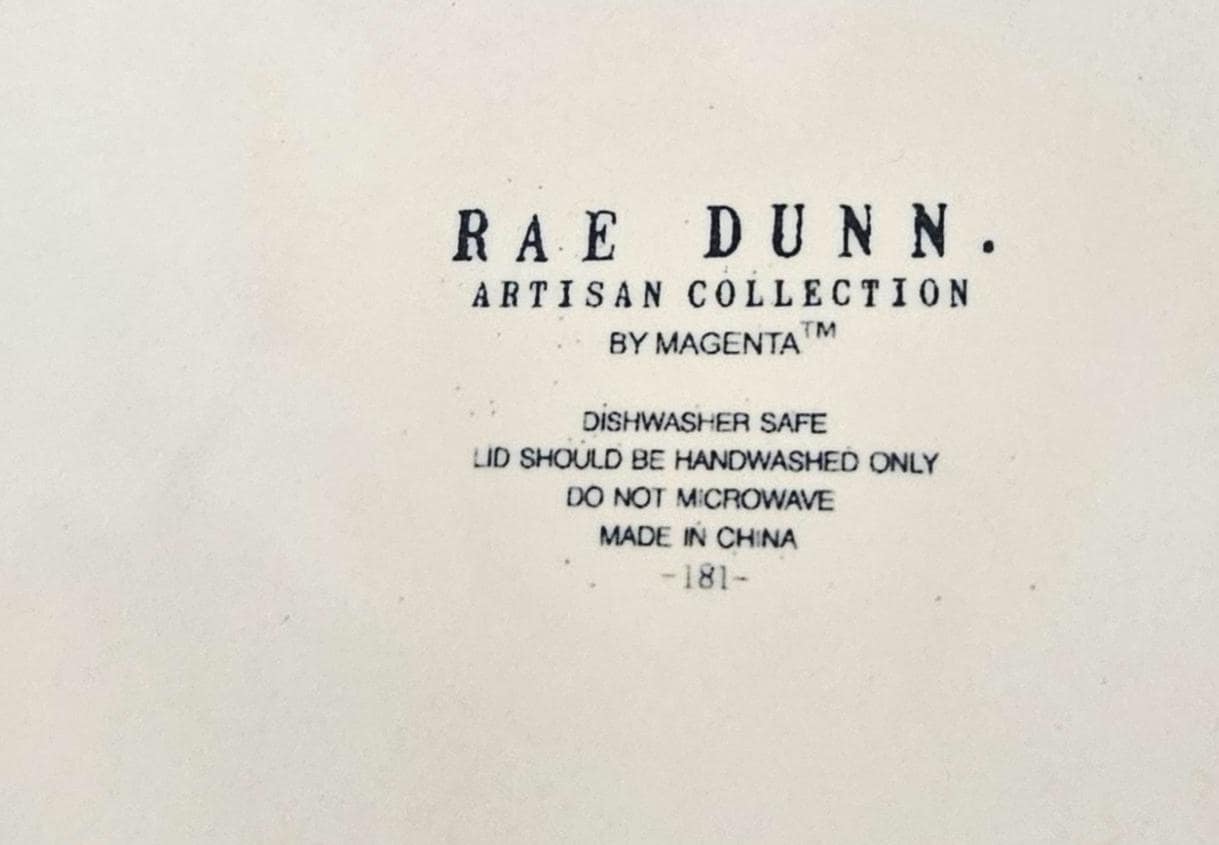 RAE DUNN.
ARTISAN COLLECTION
BY MAGENTA™
DISHWASHER SAFE
LID SHOULD BE HANDWASHED ONLY
DO NOT MICROWAVE
MADE IN CHINA
-181-